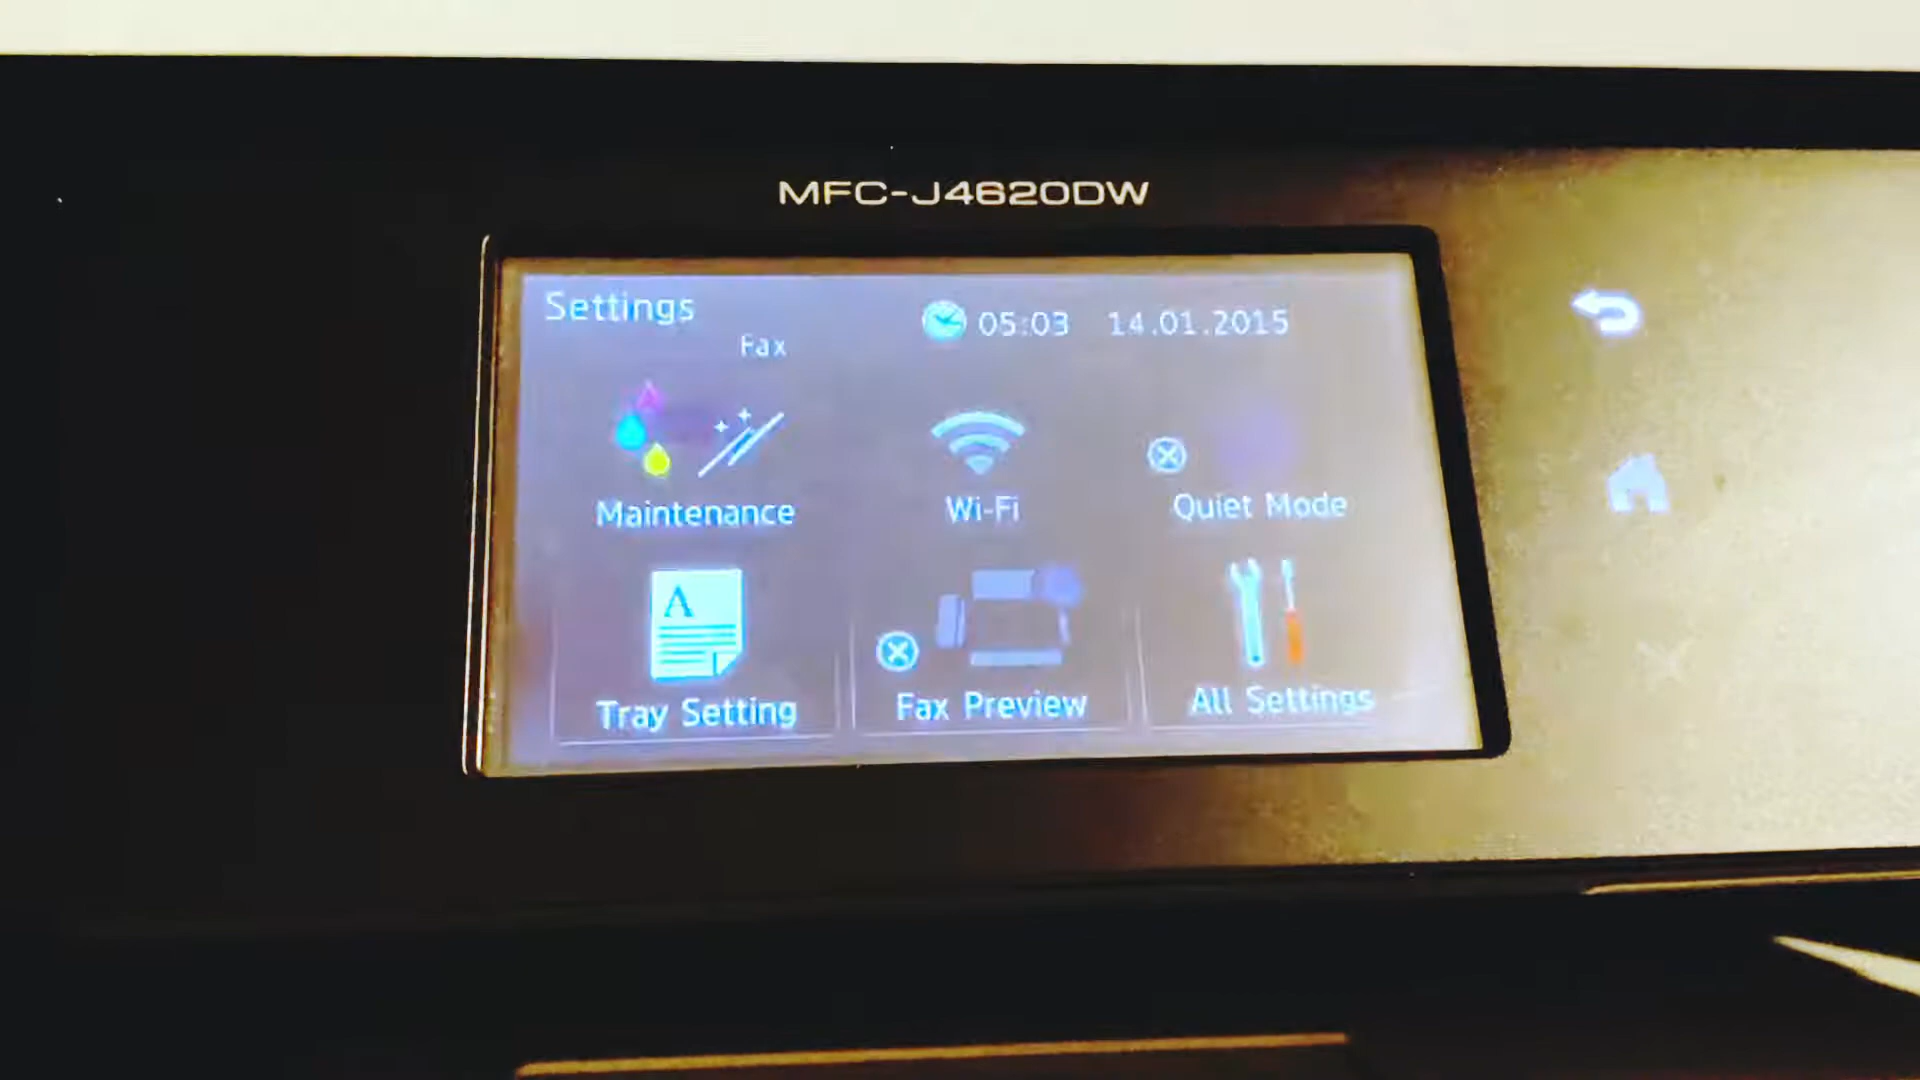 MFC-J4620DW
Settings
05:03 14.01.2015
Fax
Maintenance
Wi-Fi
Quiet Mode
A
Tray Setting
Fax Preview
All Settings